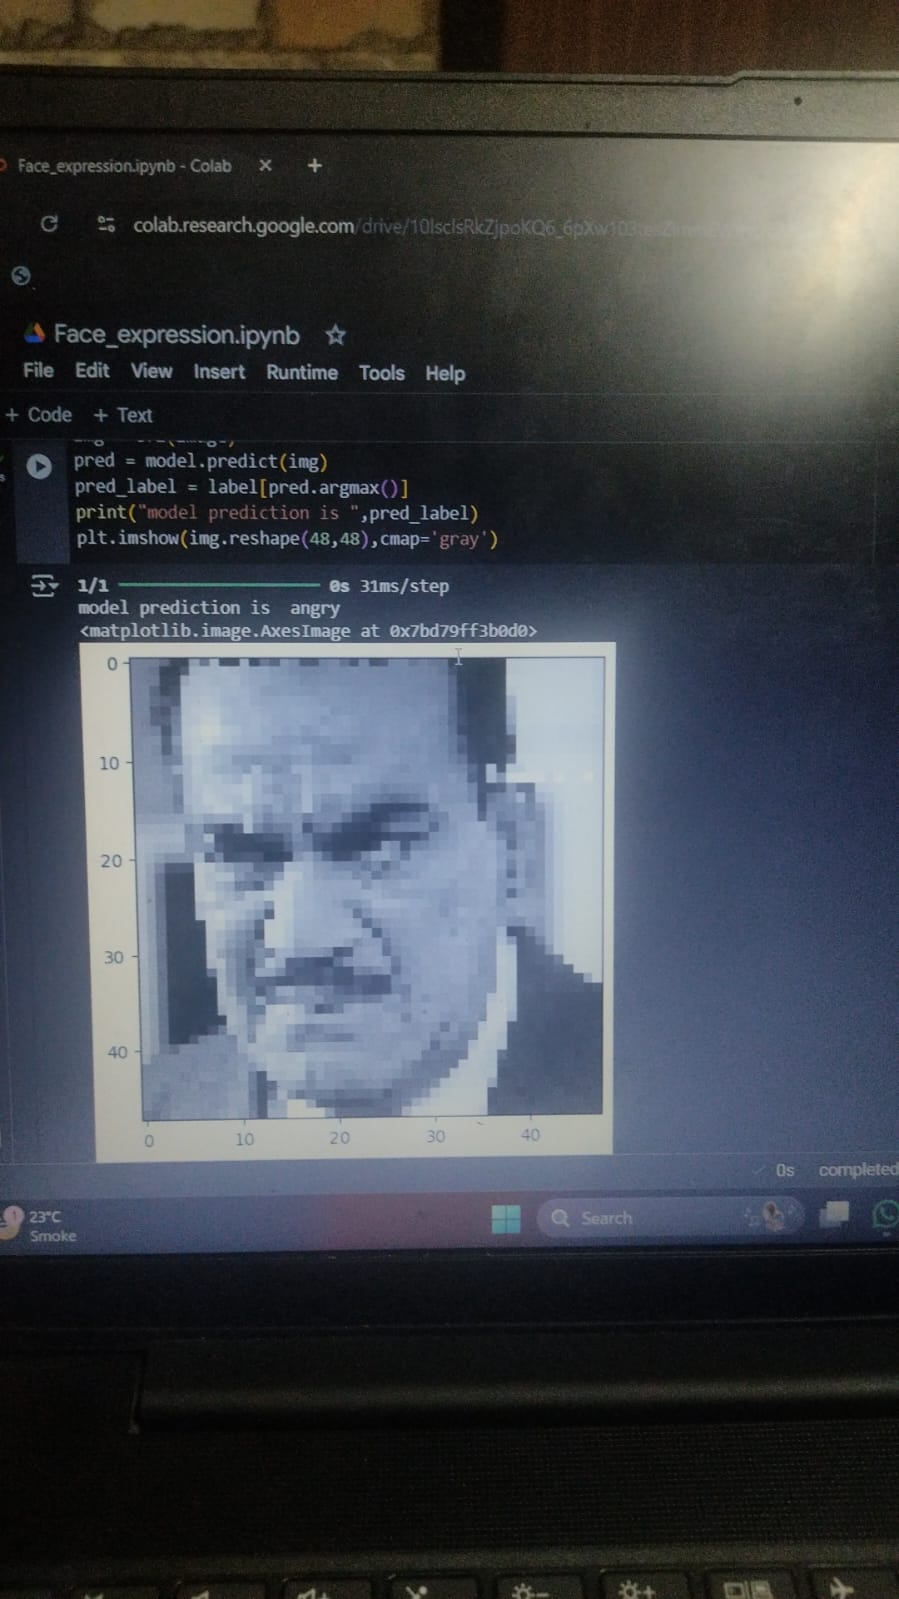 Face_expression.ipynb - Colab
colab.research.google.com/drive/
Face_expression.ipynb
File Edit View Insert Runtime Tools Help
+ Code + Text
pred = model.predict(img)
pred_label = label[pred.argmax()]
print("model prediction is ",pred_label)
plt.imshow(img.reshape(48,48),cmap='gray')
1/1 0s 31ms/step
model prediction is  angry
<matplotlib.image.AxesImage at 0x7bd79ff3b0d0>
0
10
20
30
40
0 10 20 30 40
0s completed
1
23°C
Smoke
Search